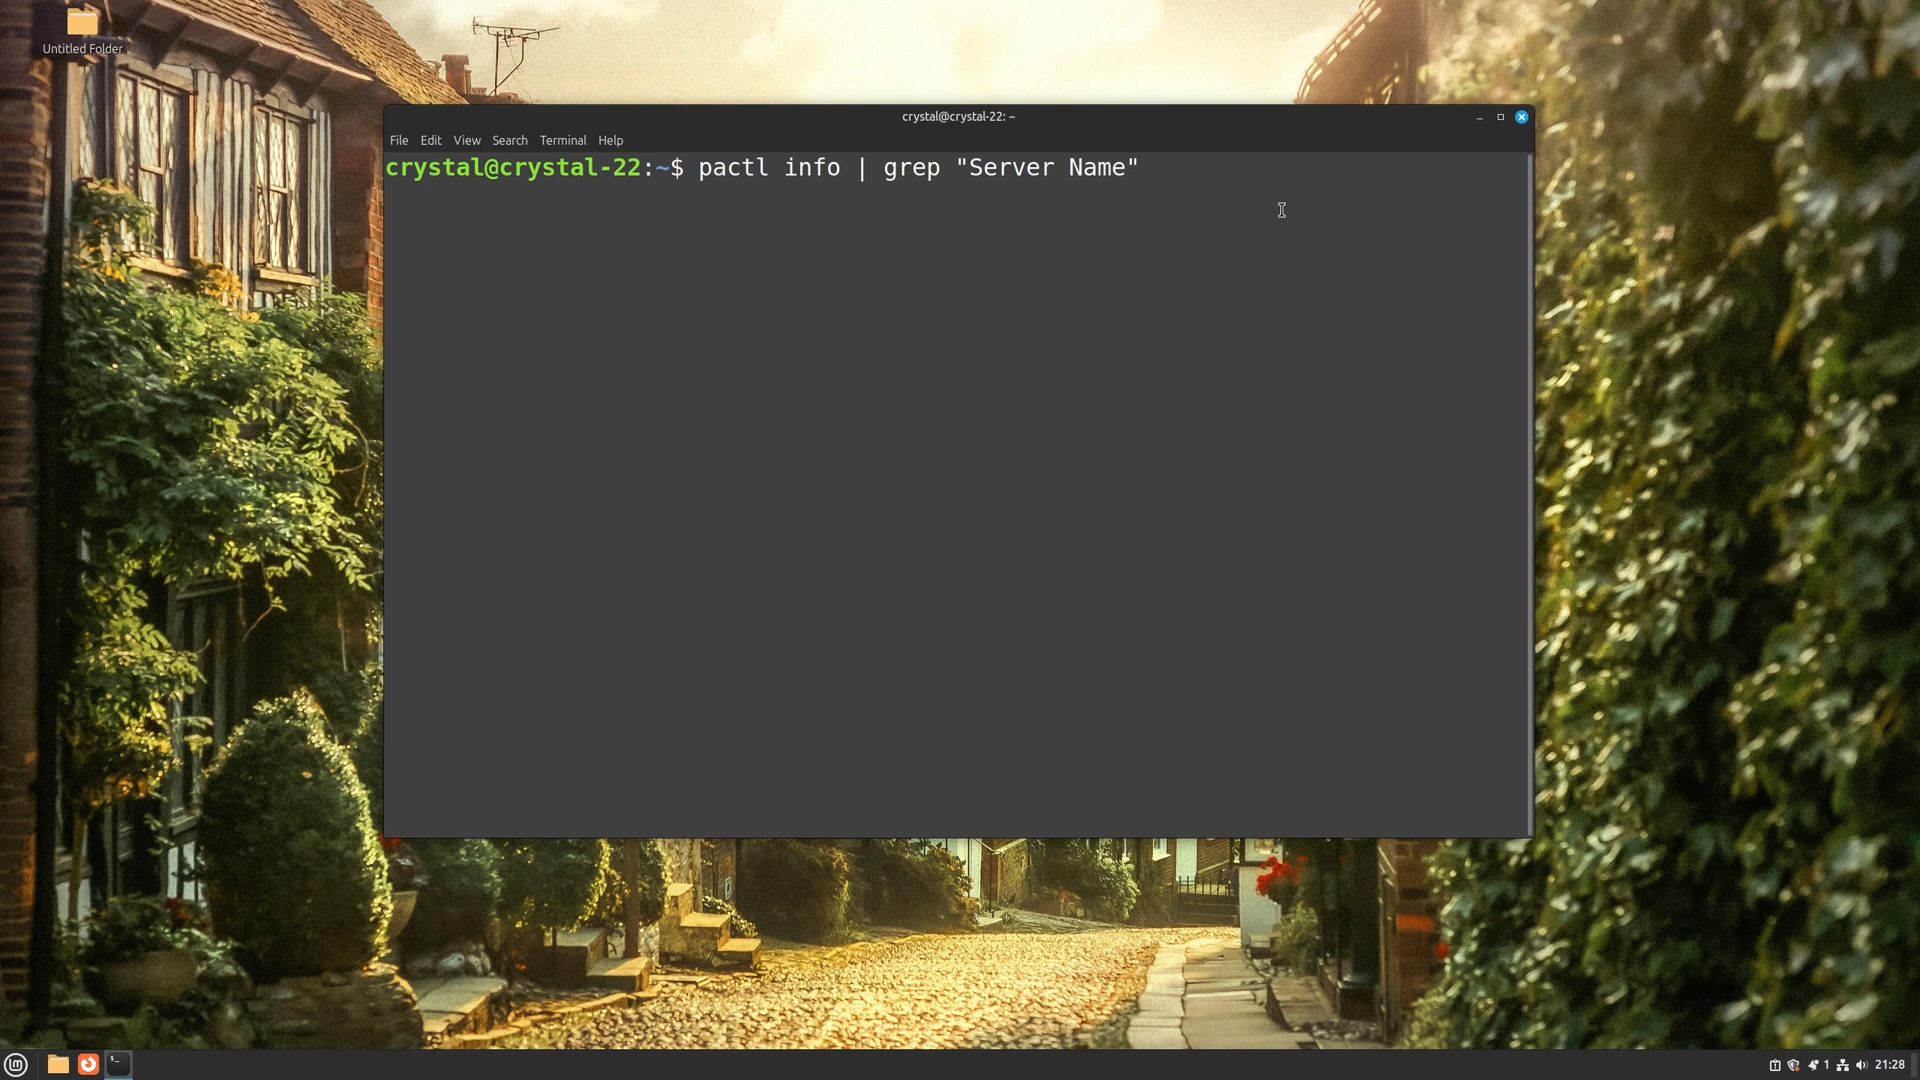 Untitled Folder
crystal@crystal-22: ~
File Edit View Search Terminal Help
crystal@crystal-22:~$ pactl info | grep "Server Name"
1 21:28